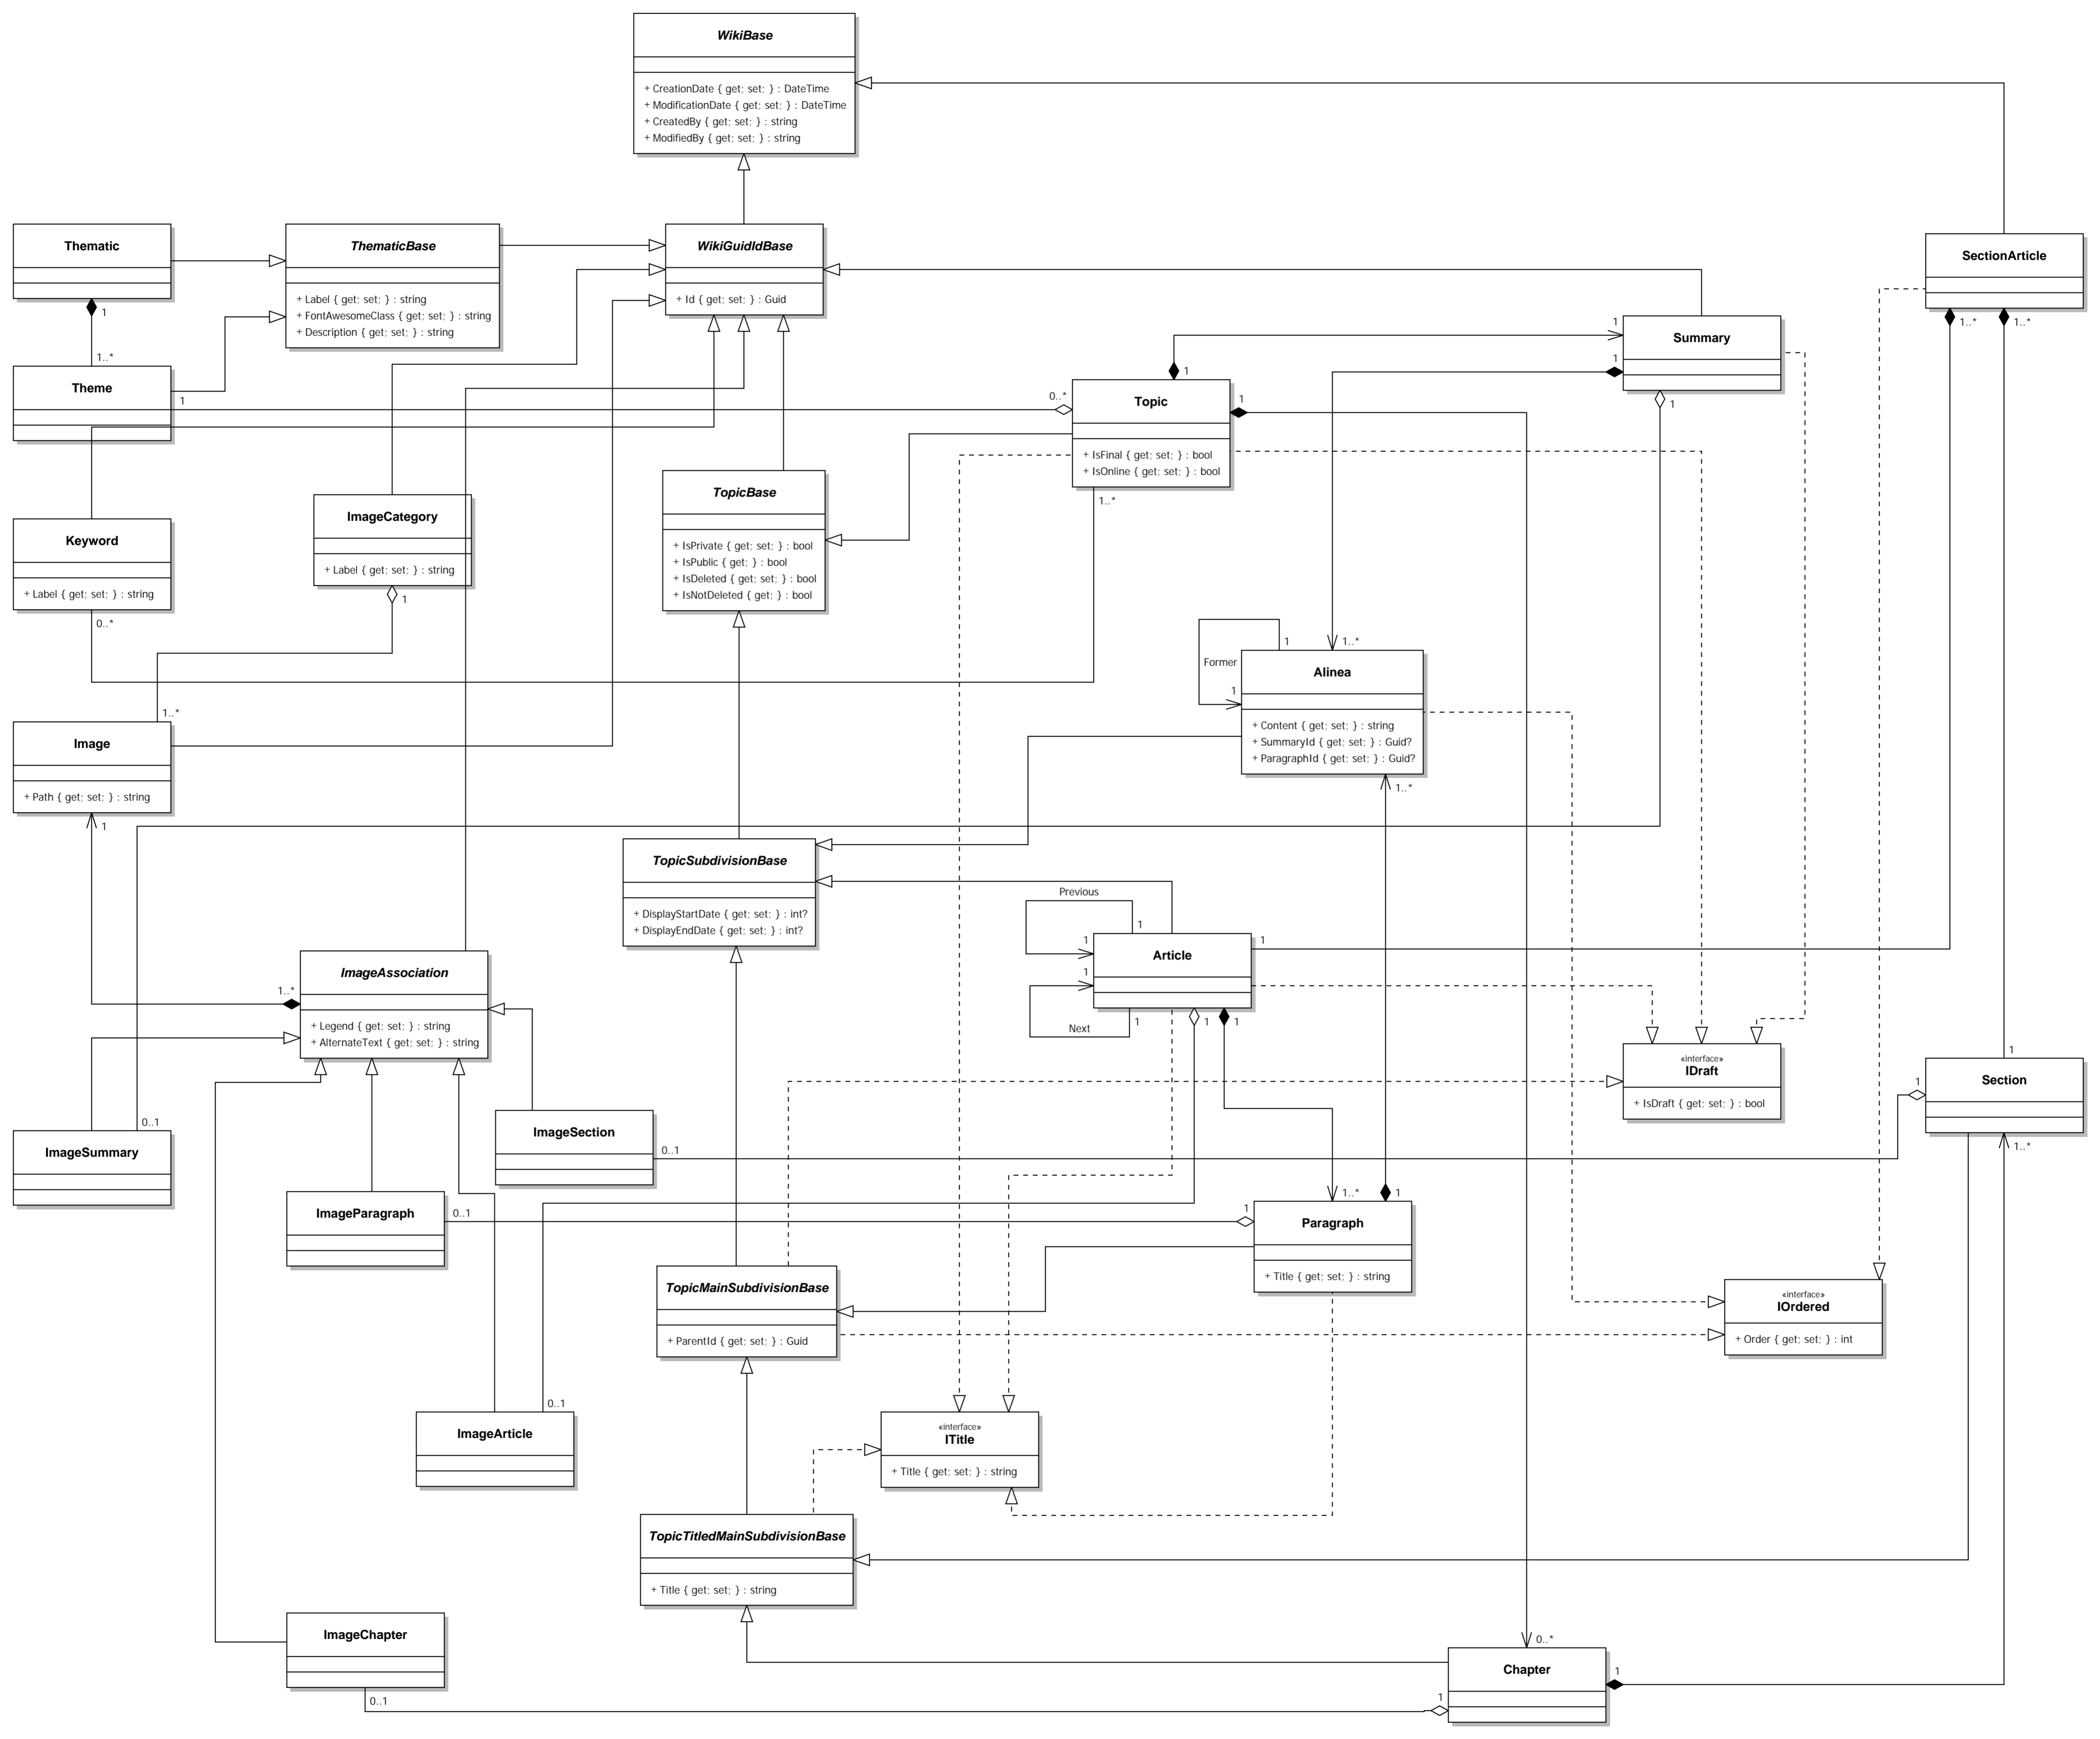 WikiBase
+ CreationDate { get; set; } : DateTime
+ ModificationDate { get; set; } : DateTime
+ CreatedBy { get; set; } : string
+ ModifiedBy { get; set; } : string
Thematic
1
ThematicBase
+ Label { get; set; } : string
+ FontAwesomeClass { get; set; } : string
+ Description { get; set; } : string
WikiGuidIdBase
+ Id { get; set; } : Guid
SectionArticle
1..*
1..*
1
Summary
1
1
1..*
Theme
1
0..*
1
Topic
1
+ IsFinal { get; set; } : bool
+ IsOnline { get; set; } : bool
1..*
TopicBase
+ IsPrivate { get; set; } : bool
+ IsPublic { get; } : bool
+ IsDeleted { get; set; } : bool
+ IsNotDeleted { get; } : bool
ImageCategory
+ Label { get; set; } : string
1
Keyword
+ Label { get; set; } : string
0..*
1
1..*
Former
1
Alinea
+ Content { get; set; } : string
+ SummaryId { get; set; } : Guid?
+ ParagraphId { get; set; } : Guid?
1..*
1..*
Image
+ Path { get; set; } : string
1
TopicSubdivisionBase
+ DisplayStartDate { get; set; } : int?
+ DisplayEndDate { get; set; } : int?
Previous
1
1
1
Article
1
Next
1
1
1
ImageAssociation
1..*
+ Legend { get; set; } : string
+ AlternateText { get; set; } : string
«interface»
IDraft
+ IsDraft { get; set; } : bool
1
1
Section
1..*
0..1
ImageSummary
ImageSection
0..1
ImageParagraph
0..1
1
1..*
1
Paragraph
+ Title { get; set; } : string
TopicMainSubdivisionBase
+ ParentId { get; set; } : Guid
«interface»
IOrdered
+ Order { get; set; } : int
0..1
ImageArticle
«interface»
ITitle
+ Title { get; set; } : string
TopicTitledMainSubdivisionBase
+ Title { get; set; } : string
ImageChapter
0..1
0..*
Chapter
1
1